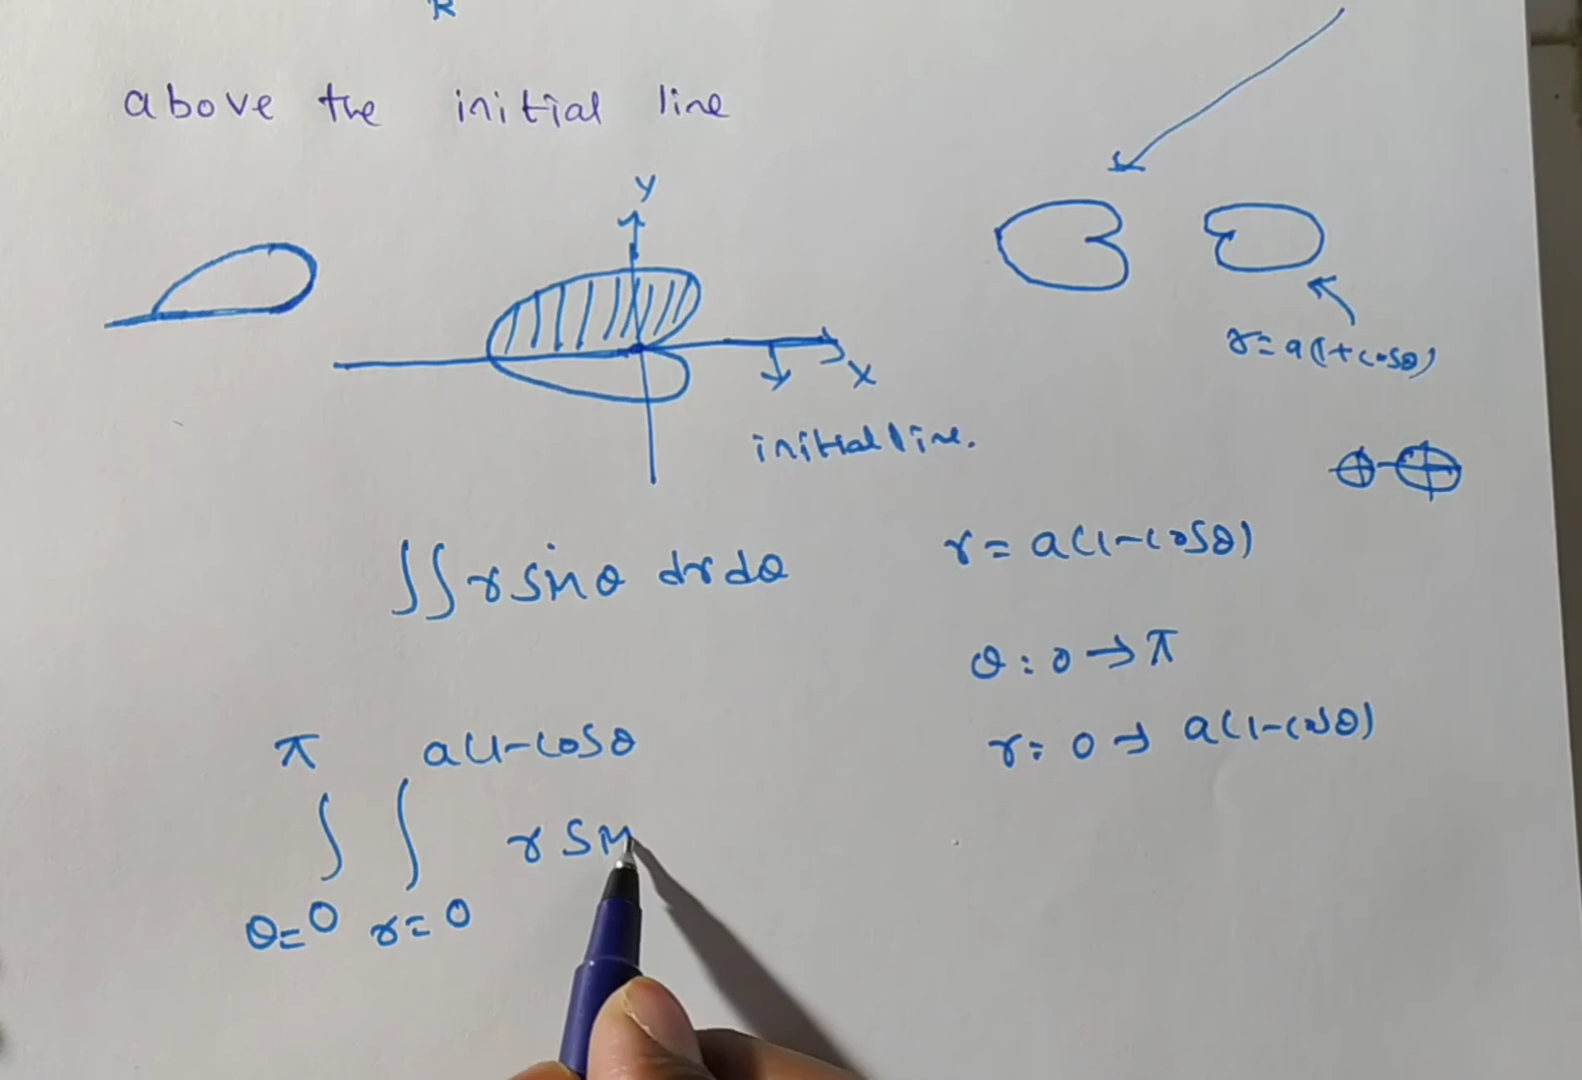 R
above the initial line
y
r = a(1+cosθ)
x
initial line.
∫∫ r sinθ dr dθ
r = a(1-cosθ)
θ : 0 → π
π a(1-cosθ
r: 0 → a(1-cosθ)
∫ ∫ r sin
θ=0 r=0